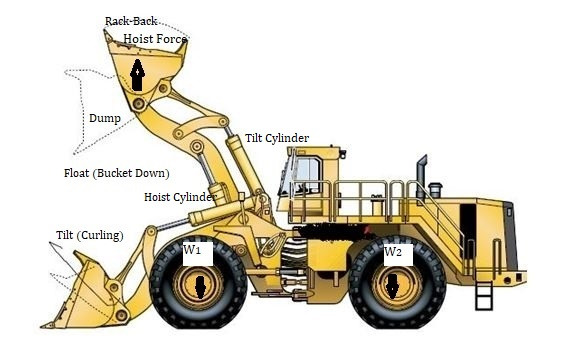 Rack-Back
Hoist Force
Dump
Tilt Cylinder
Float (Bucket Down)
Hoist Cylinder
Tilt (Curling)
W1
W2